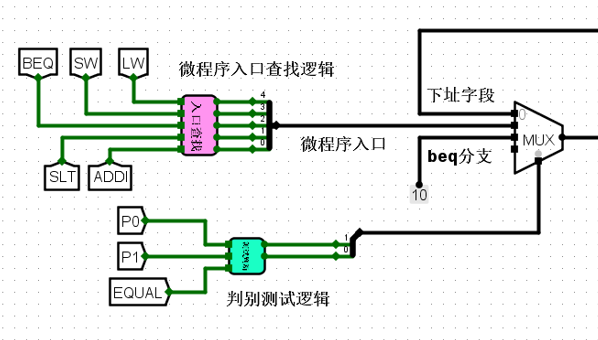 BEQ
SW
LW
微程序入口查找逻辑
入口查找
4
3
2
1
0
微程序入口
下址字段
0
MUX
beq分支
10
SLT
ADDI
P0
P1
EQUAL
1
0
判别测试逻辑